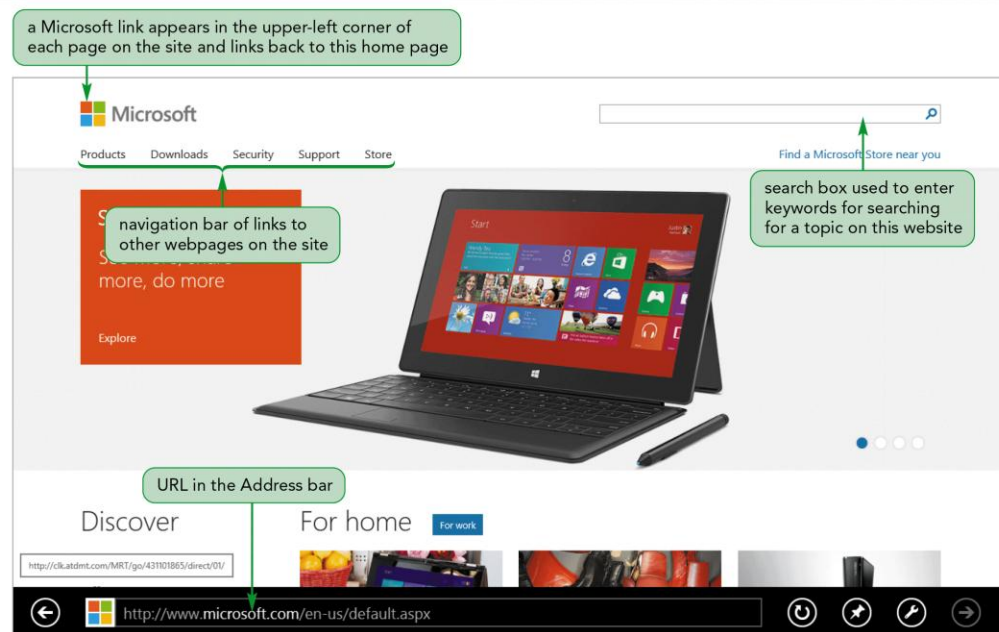 a Microsoft link appears in the upper-left corner of
each page on the site and links back to this home page
Microsoft
Products Downloads Security Support Store
Find a Microsoft Store near you
navigation bar of links to
other webpages on the site
search box used to enter
keywords for searching
for a topic on this website
more, do more
Explore
Start
URL in the Address bar
Discover
For home
For work
http://clk.atdmt.com/MRT/go/431101865/direct/01/
http://www.microsoft.com/en-us/default.aspx